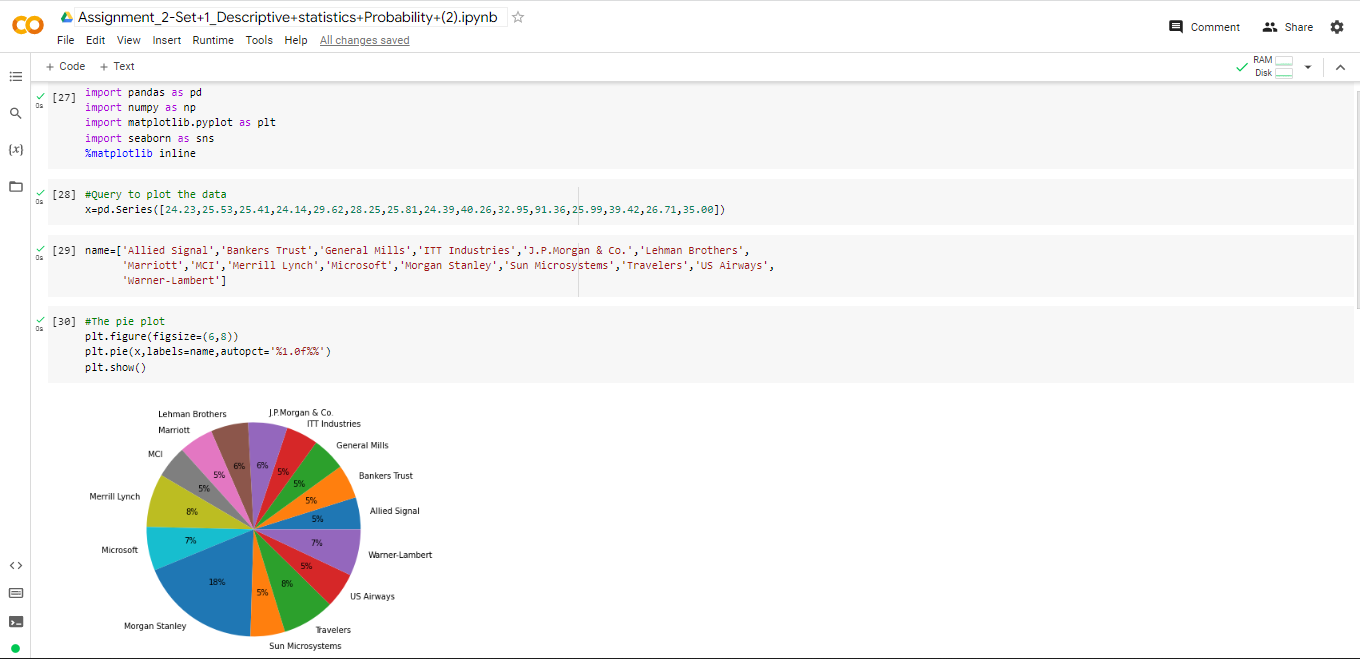 Assignment_2-Set+1_Descriptive+statistics+Probability+(2).ipynb
File Edit View Insert Runtime Tools Help All changes saved
Comment Share
+ Code + Text
RAM
Disk
0s
[27] import pandas as pd
import numpy as np
import matplotlib.pyplot as plt
import seaborn as sns
%matplotlib inline
0s
[28] #Query to plot the data
x=pd.Series([24.23,25.53,25.41,24.14,29.62,28.25,25.81,24.39,40.26,32.95,91.36,25.99,39.42,26.71,35.00])
0s
[29] name=['Allied Signal','Bankers Trust','General Mills','ITT Industries','J.P.Morgan & Co.','Lehman Brothers',
'Marriott','MCI','Merrill Lynch','Microsoft','Morgan Stanley','Sun Microsystems','Travelers','US Airways',
'Warner-Lambert']
0s
[30] #The pie plot
plt.figure(figsize=(6,8))
plt.pie(x,labels=name,autopct='%1.0f%%')
plt.show()
Lehman Brothers
J.P.Morgan & Co.
ITT Industries
Marriott
General Mills
MCI
Bankers Trust
Merrill Lynch
Allied Signal
Microsoft
Warner-Lambert
US Airways
Morgan Stanley
Travelers
Sun Microsystems
6%
6%
5%
5%
5%
5%
5%
8%
5%
7%
7%
5%
18%
8%
5%